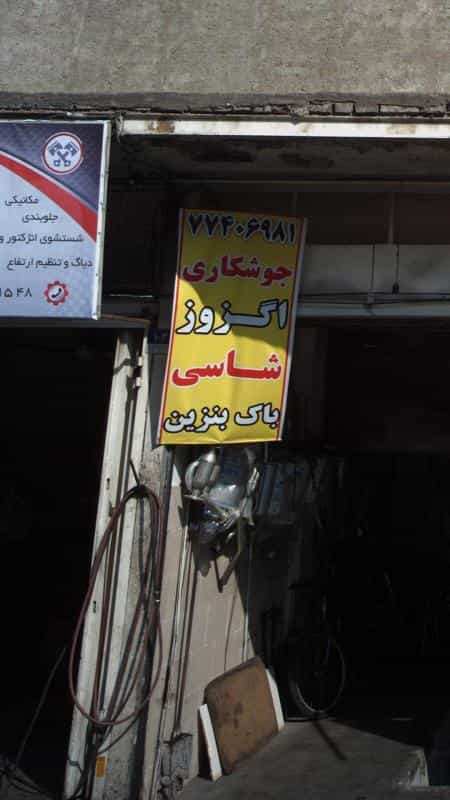 ۷۷۴۰۶۹۸۱
جوشکاری
اگزوز
شاسی
باک بنزین
مکانیکی
جلوبندی
شستشوی انژکتور و
دیاگ و تنظیم ارتفاع
۱۵۴۸